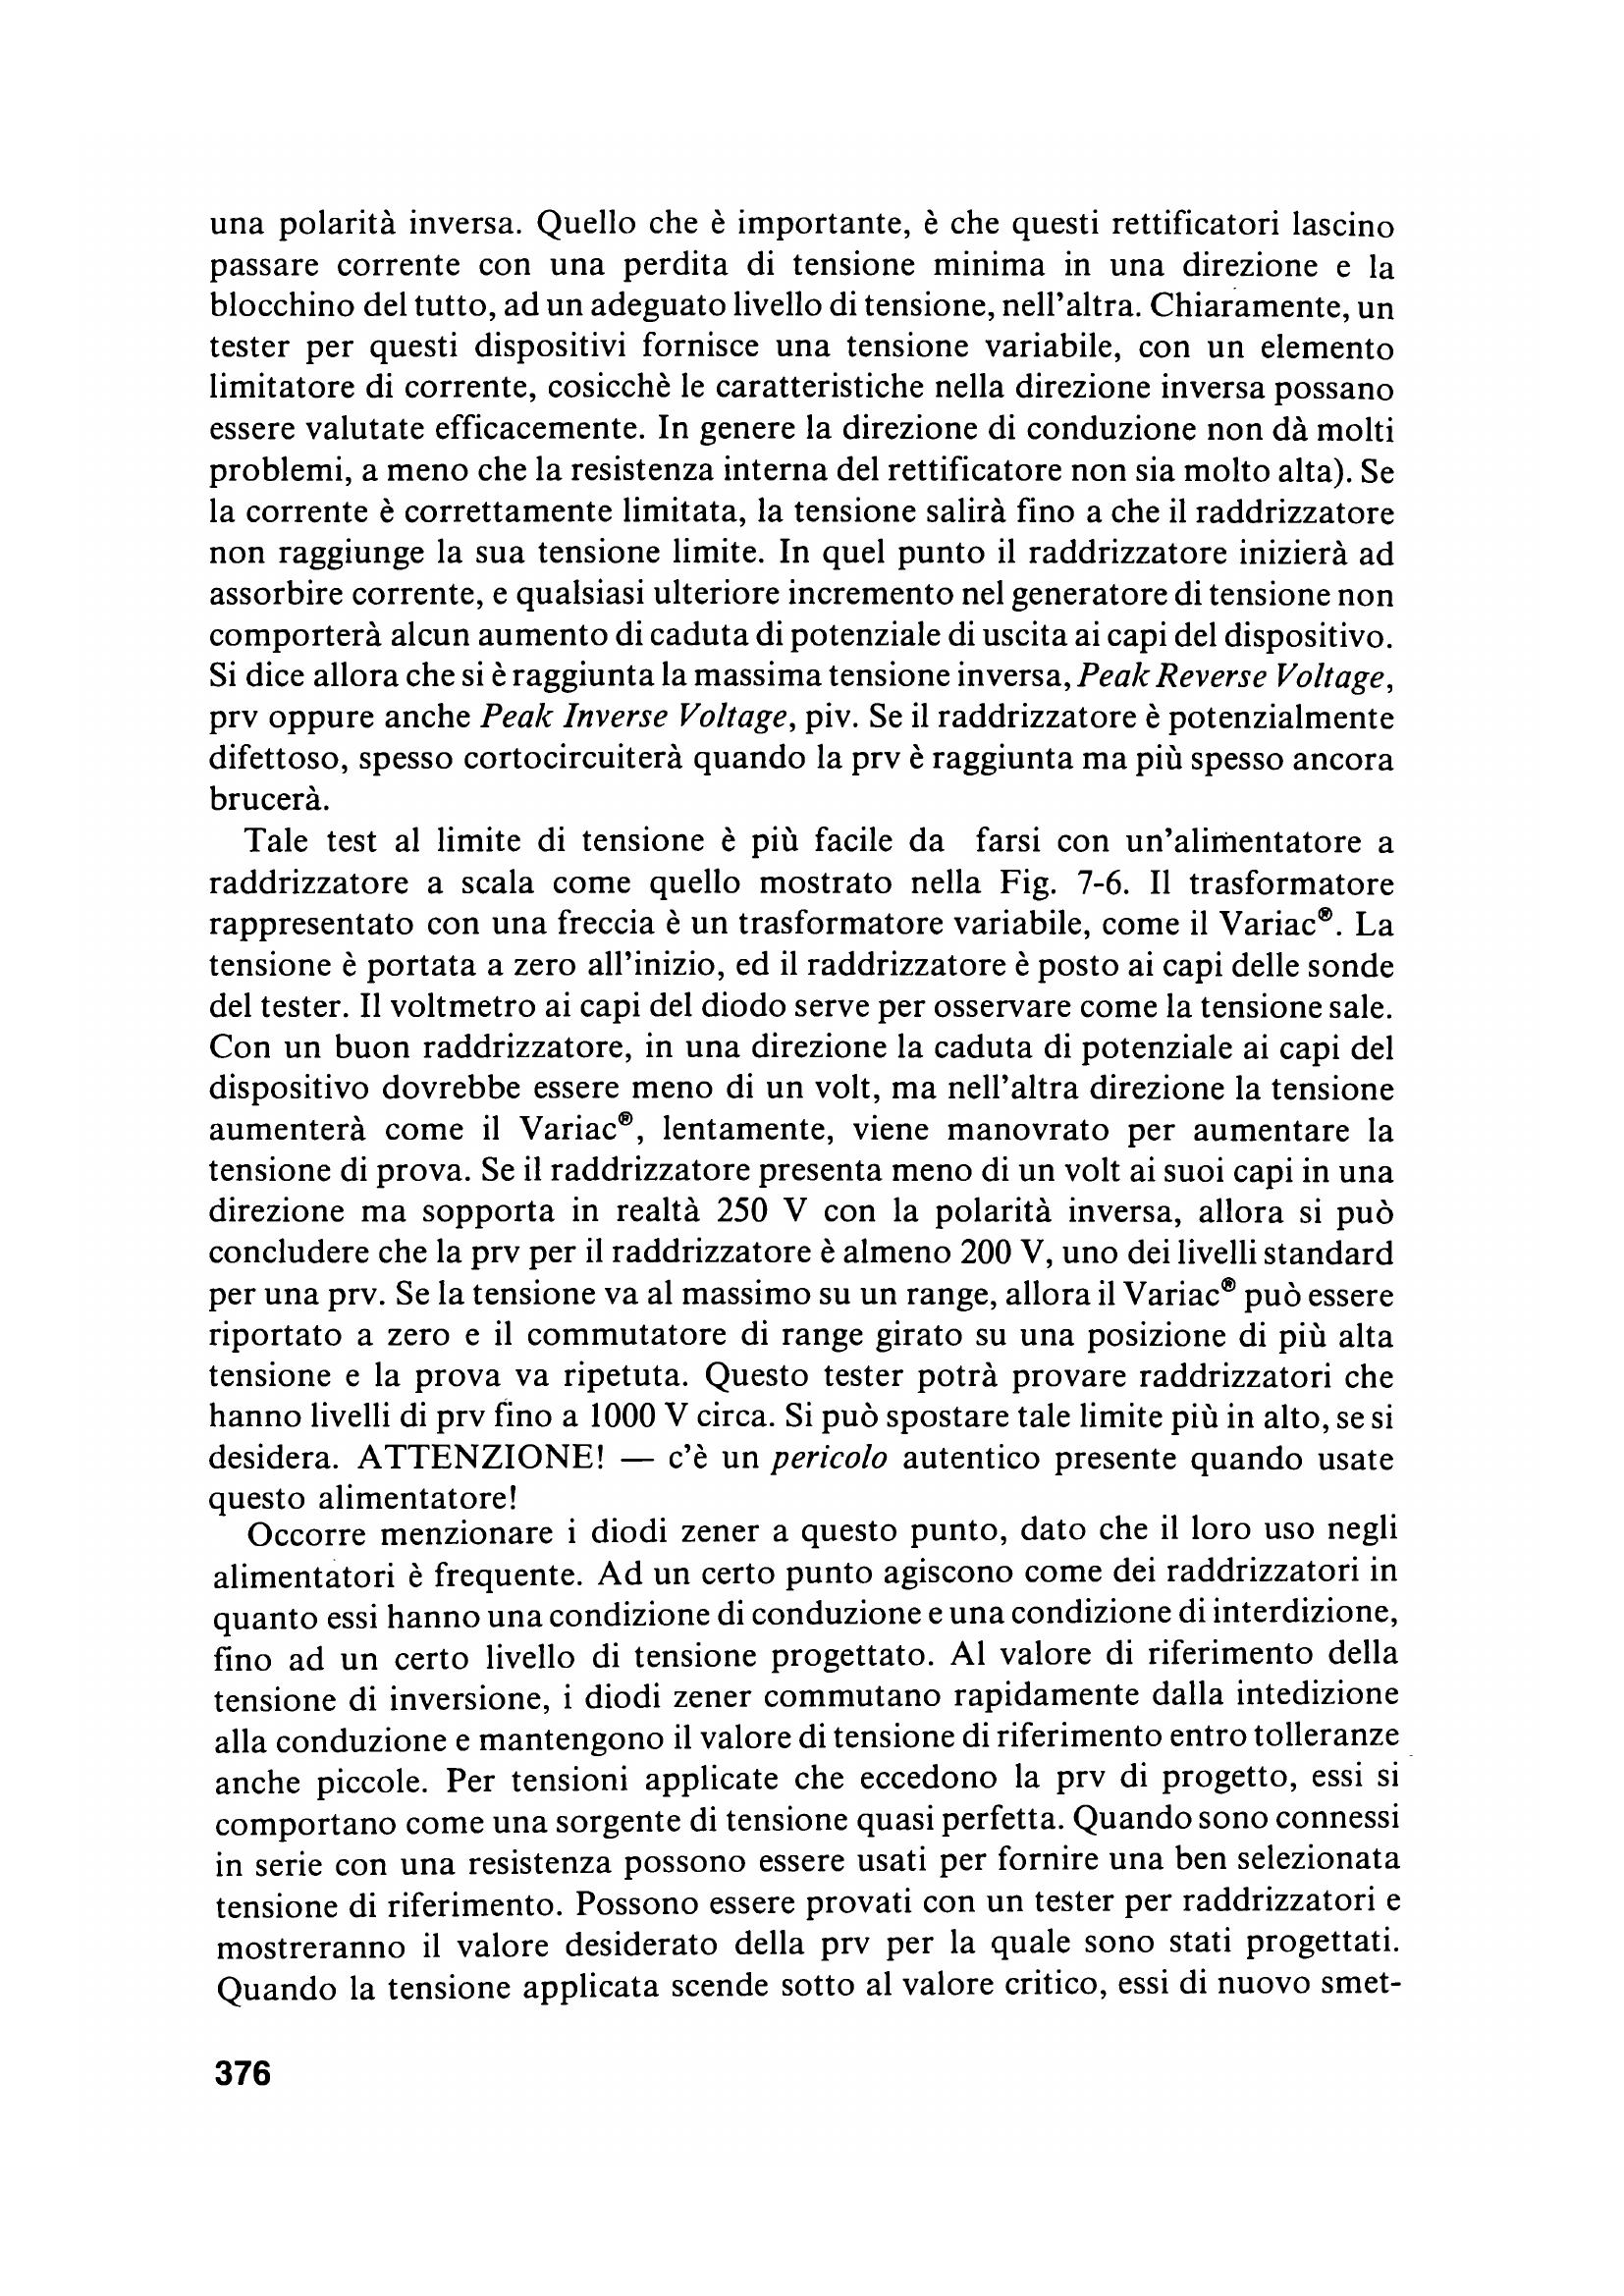 una polarità inversa. Quello che è importante, è che questi rettificatori lascino
passare corrente con una perdita di tensione minima in una direzione e la
blocchino del tutto, ad un adeguato livello di tensione, nell'altra. Chiaramente, un
tester per questi dispositivi fornisce una tensione variabile, con un elemento
limitatore di corrente, cosicchè le caratteristiche nella direzione inversa possano
essere valutate efficacemente. In genere la direzione di conduzione non dà molti
problemi, a meno che la resistenza interna del rettificatore non sia molto alta). Se
la corrente è correttamente limitata, la tensione salirà fino a che il raddrizzatore
non raggiunge la sua tensione limite. In quel punto il raddrizzatore inizierà ad
assorbire corrente, e qualsiasi ulteriore incremento nel generatore di tensione non
comporterà alcun aumento di caduta di potenziale di uscita ai capi del dispositivo.
Si dice allora che si è raggiunta la massima tensione inversa, Peak Reverse Voltage,
prv oppure anche Peak Inverse Voltage, piv. Se il raddrizzatore è potenzialmente
difettoso, spesso cortocircuiterà quando la prv è raggiunta ma più spesso ancora
brucerà.
Tale test al limite di tensione è più facile da farsi con un'alimentatore a
raddrizzatore a scala come quello mostrato nella Fig. 7-6. Il trasformatore
rappresentato con una freccia è un trasformatore variabile, come il Variac®. La
tensione è portata a zero all'inizio, ed il raddrizzatore è posto ai capi delle sonde
del tester. Il voltmetro ai capi del diodo serve per osservare come la tensione sale.
Con un buon raddrizzatore, in una direzione la caduta di potenziale ai capi del
dispositivo dovrebbe essere meno di un volt, ma nell'altra direzione la tensione
aumenterà come il Variac®, lentamente, viene manovrato per aumentare la
tensione di prova. Se il raddrizzatore presenta meno di un volt ai suoi capi in una
direzione ma sopporta in realtà 250 V con la polarità inversa, allora si può
concludere che la prv per il raddrizzatore è almeno 200 V, uno dei livelli standard
per una prv. Se la tensione va al massimo su un range, allora il Variac® può essere
riportato a zero e il commutatore di range girato su una posizione di più alta
tensione e la prova va ripetuta. Questo tester potrà provare raddrizzatori che
hanno livelli di prv fino a 1000 V circa. Si può spostare tale limite più in alto, se si
desidera. ATTENZIONE! — c'è un pericolo autentico presente quando usate
questo alimentatore!
Occorre menzionare i diodi zener a questo punto, dato che il loro uso negli
alimentatori è frequente. Ad un certo punto agiscono come dei raddrizzatori in
quanto essi hanno una condizione di conduzione e una condizione di interdizione,
fino ad un certo livello di tensione progettato. Al valore di riferimento della
tensione di inversione, i diodi zener commutano rapidamente dalla intedizione
alla conduzione e mantengono il valore di tensione di riferimento entro tolleranze
anche piccole. Per tensioni applicate che eccedono la prv di progetto, essi si
comportano come una sorgente di tensione quasi perfetta. Quando sono connessi
in serie con una resistenza possono essere usati per fornire una ben selezionata
tensione di riferimento. Possono essere provati con un tester per raddrizzatori e
mostreranno il valore desiderato della prv per la quale sono stati progettati.
Quando la tensione applicata scende sotto al valore critico, essi di nuovo smet-
376